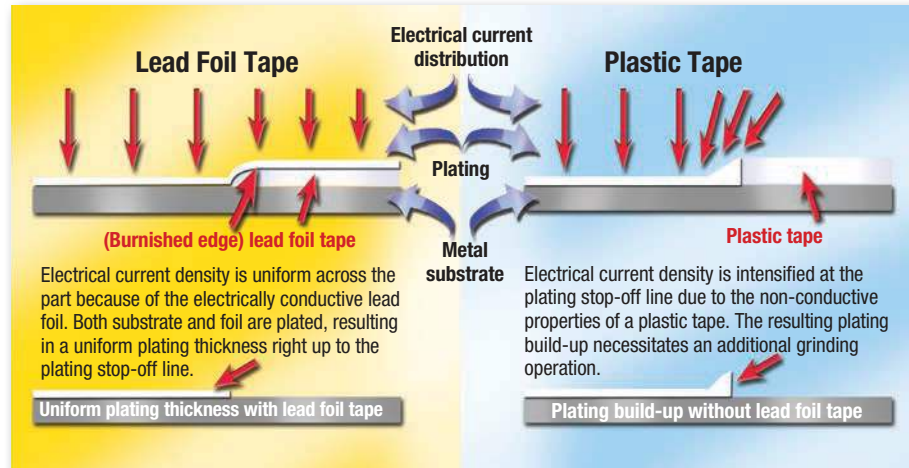 Lead Foil Tape
Electrical current
distribution
Plastic Tape
Plating
(Burnished edge) lead foil tape
Metal
substrate
Plastic tape
Electrical current density is uniform across the
part because of the electrically conductive lead
foil. Both substrate and foil are plated, resulting
in a uniform plating thickness right up to the
plating stop-off line.
Uniform plating thickness with lead foil tape
Electrical current density is intensified at the
plating stop-off line due to the non-conductive
properties of a plastic tape. The resulting plating
build-up necessitates an additional grinding
operation.
Plating build-up without lead foil tape